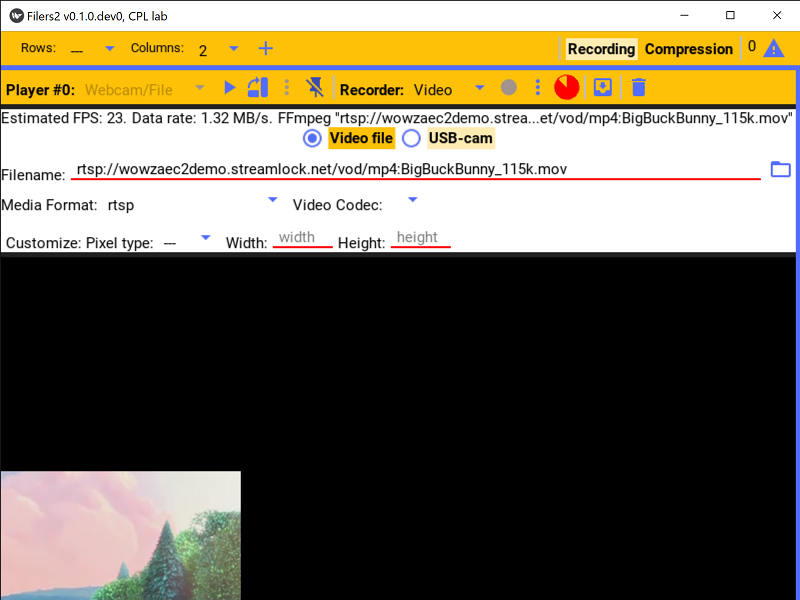 Filers2 v0.1.0.dev0, CPL lab
Rows: --- Columns: 2 + Recording Compression 0
Player #0: Webcam/File Recorder: Video
Estimated FPS: 23. Data rate: 1.32 MB/s. FFmpeg "rtsp://wowzaec2demo.strea...et/vod/mp4:BigBuckBunny_115k.mov"
Video file USB-cam
Filename: rtsp://wowzaec2demo.streamlock.net/vod/mp4:BigBuckBunny_115k.mov
Media Format: rtsp Video Codec:
Customize: Pixel type: --- Width: width Height: height